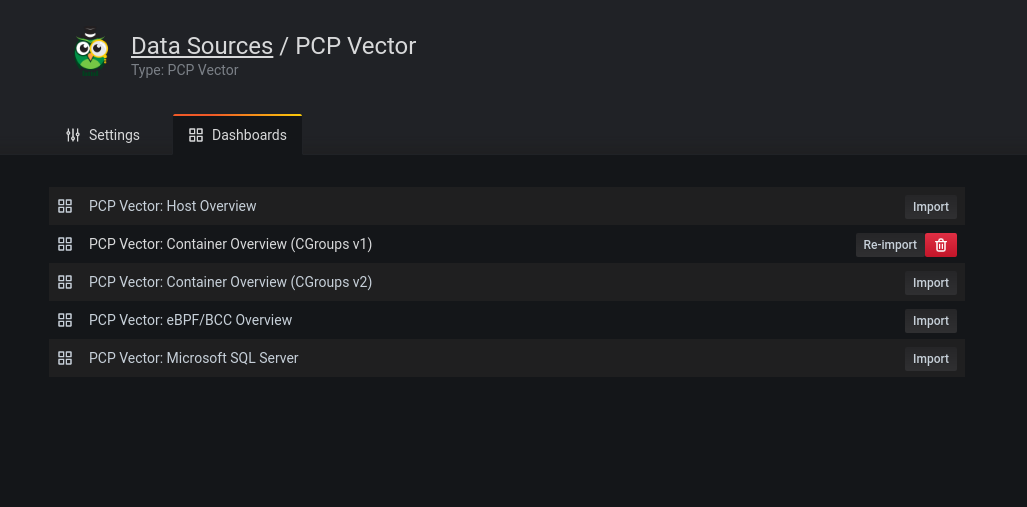 Data Sources / PCP Vector
Type: PCP Vector
Settings
Dashboards
PCP Vector: Host Overview
Import
PCP Vector: Container Overview (CGroups v1)
Re-import
PCP Vector: Container Overview (CGroups v2)
Import
PCP Vector: eBPF/BCC Overview
Import
PCP Vector: Microsoft SQL Server
Import